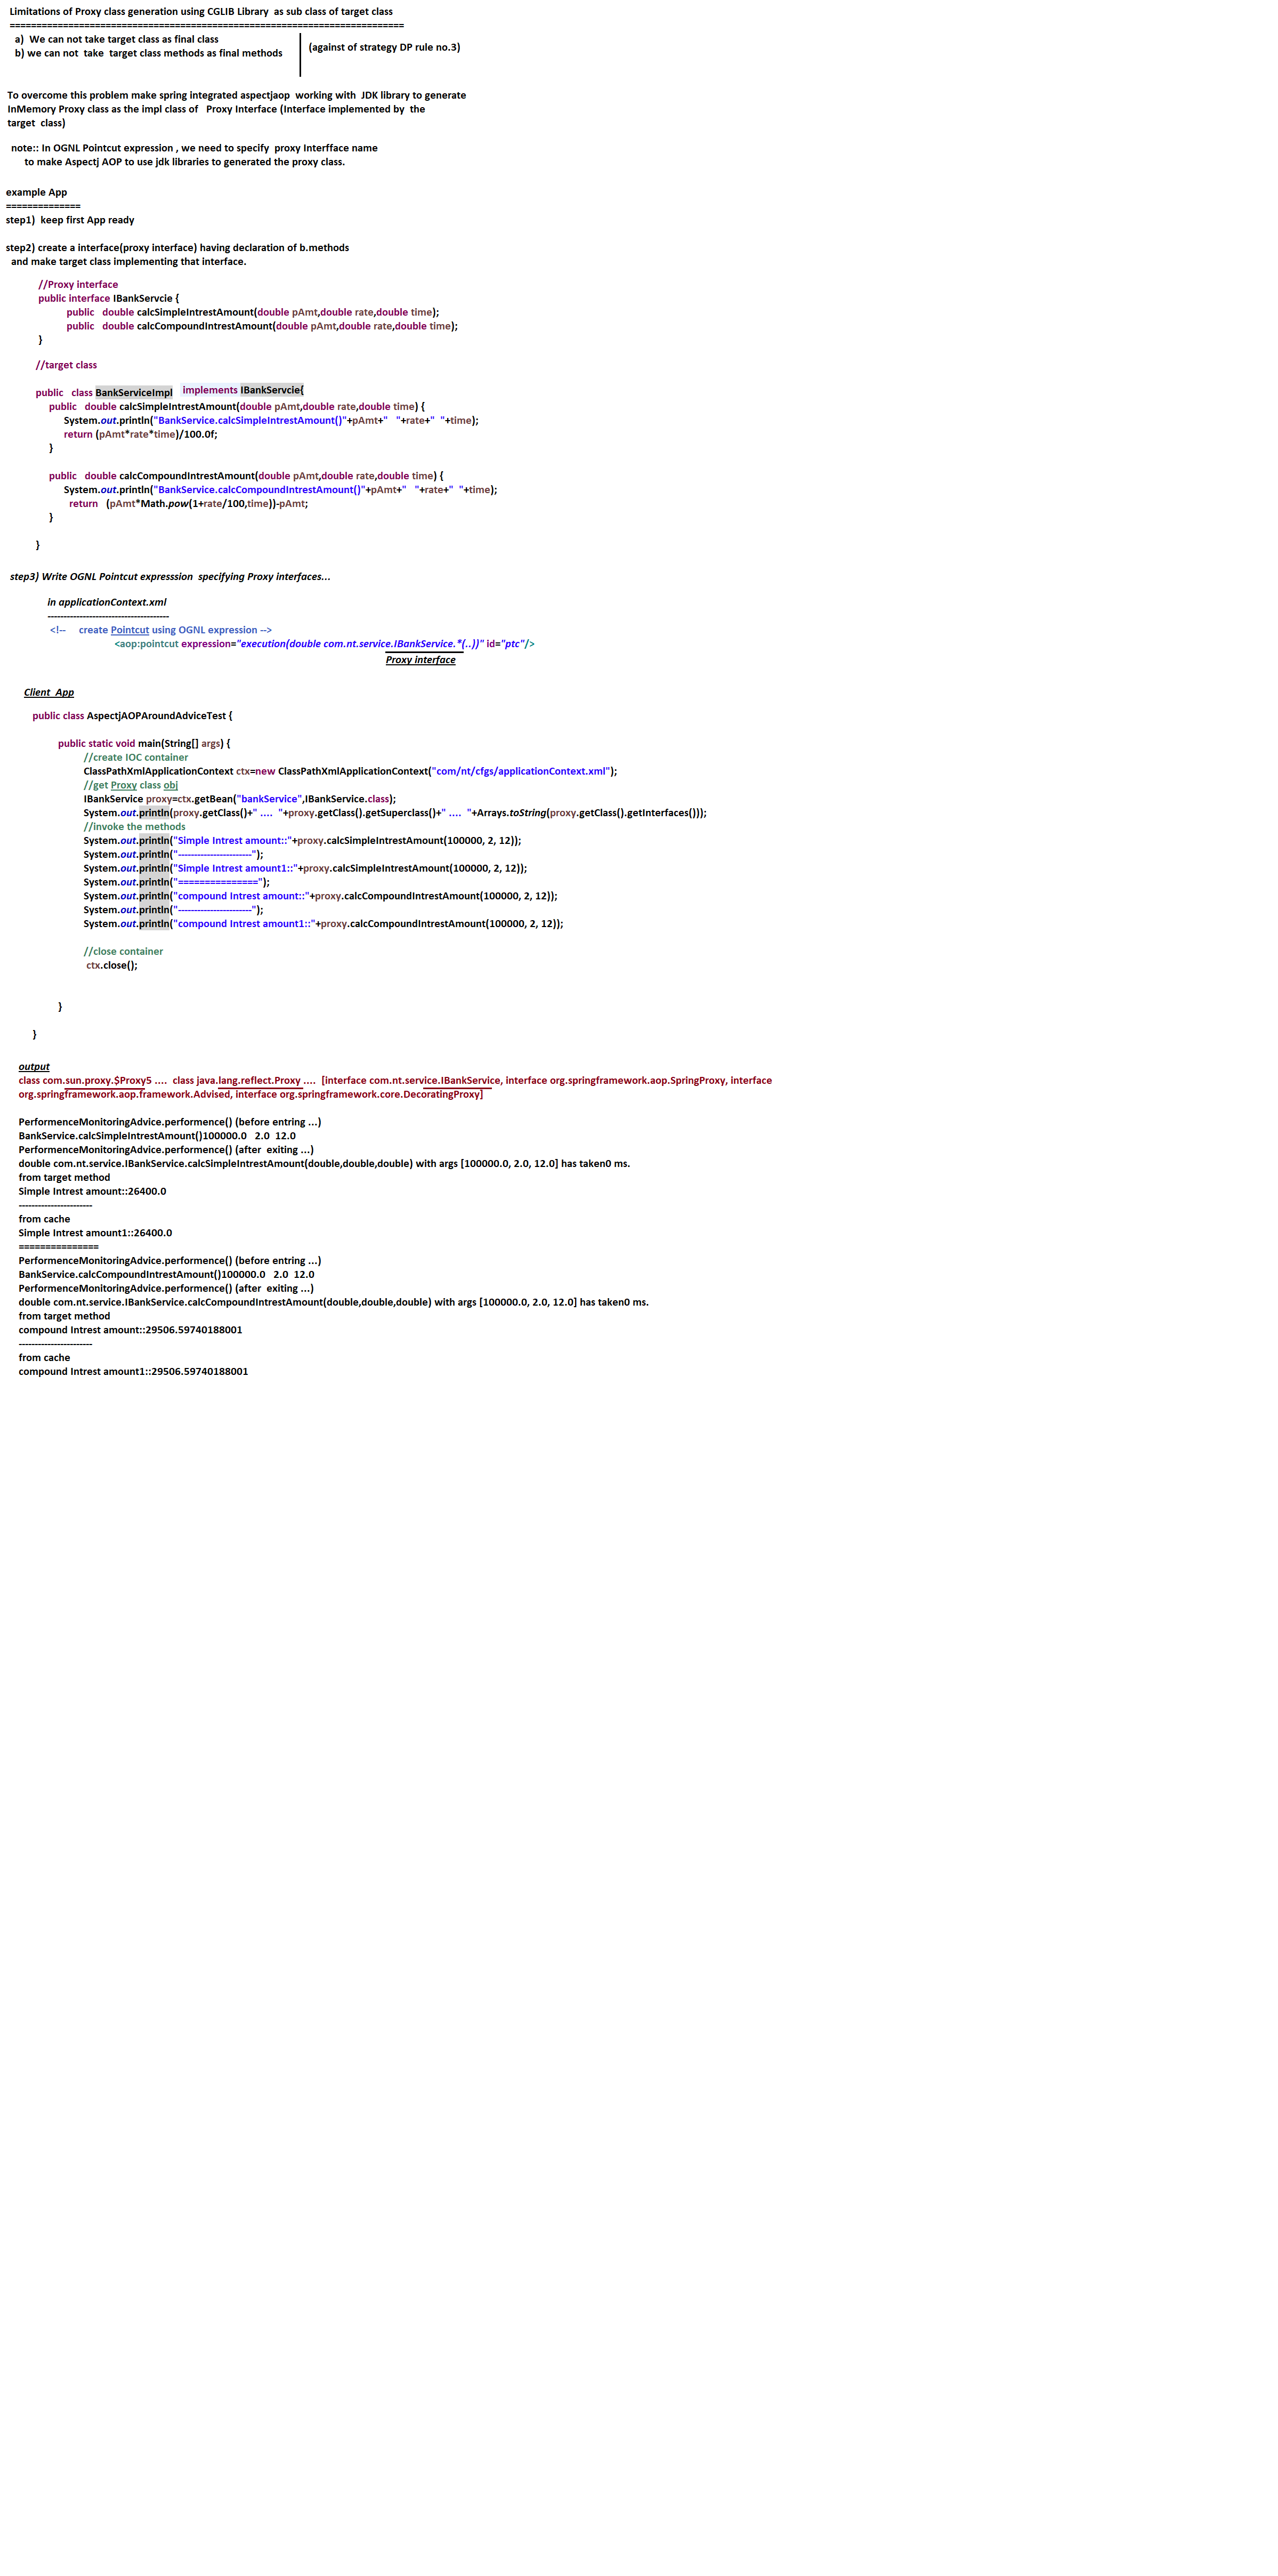 Limitations of Proxy class generation using CGLIB Library  as sub class of target class
==========================================================================
a)  We can not take target class as final class
b) we can not  take  target class methods as final methods
(against of strategy DP rule no.3)
To overcome this problem make spring integrated aspectjaop  working with  JDK library to generate
InMemory Proxy class as the impl class of   Proxy Interface (Interface implemented by  the
target  class)
note:: In OGNL Pointcut expression , we need to specify  proxy Interfface name
to make Aspectj AOP to use jdk libraries to generated the proxy class.
example App
==============
step1)  keep first App ready
step2) create a interface(proxy interface) having declaration of b.methods
and make target class implementing that interface.
//Proxy interface
public interface IBankServcie {
public   double calcSimpleIntrestAmount(double pAmt,double rate,double time);
public   double calcCompoundIntrestAmount(double pAmt,double rate,double time);
}
//target class
public   class BankServiceImpl   implements IBankServcie{
public   double calcSimpleIntrestAmount(double pAmt,double rate,double time) {
System.out.println("BankService.calcSimpleIntrestAmount()"+pAmt+"   "+rate+"  "+time);
return (pAmt*rate*time)/100.0f;
}
public   double calcCompoundIntrestAmount(double pAmt,double rate,double time) {
System.out.println("BankService.calcCompoundIntrestAmount()"+pAmt+"   "+rate+"  "+time);
return   (pAmt*Math.pow(1+rate/100,time))-pAmt;
}
}
step3) Write OGNL Pointcut expresssion  specifying Proxy interfaces...
in applicationContext.xml
--------------------------------------
<!--     create Pointcut using OGNL expression -->
<aop:pointcut expression="execution(double com.nt.service.IBankService.*(..))" id="ptc"/>
Proxy interface
Client  App
public class AspectjAOPAroundAdviceTest {
public static void main(String[] args) {
//create IOC container
ClassPathXmlApplicationContext ctx=new ClassPathXmlApplicationContext("com/nt/cfgs/applicationContext.xml");
//get Proxy class obj
IBankService proxy=ctx.getBean("bankService",IBankService.class);
System.out.println(proxy.getClass()+" ....  "+proxy.getClass().getSuperclass()+" ....  "+Arrays.toString(proxy.getClass().getInterfaces()));
//invoke the methods
System.out.println("Simple Intrest amount::"+proxy.calcSimpleIntrestAmount(100000, 2, 12));
System.out.println("-----------------------");
System.out.println("Simple Intrest amount1::"+proxy.calcSimpleIntrestAmount(100000, 2, 12));
System.out.println("===============");
System.out.println("compound Intrest amount::"+proxy.calcCompoundIntrestAmount(100000, 2, 12));
System.out.println("-----------------------");
System.out.println("compound Intrest amount1::"+proxy.calcCompoundIntrestAmount(100000, 2, 12));
//close container
ctx.close();
}
}
output
class com.sun.proxy.$Proxy5 ....  class java.lang.reflect.Proxy ....  [interface com.nt.service.IBankService, interface org.springframework.aop.SpringProxy, interface
org.springframework.aop.framework.Advised, interface org.springframework.core.DecoratingProxy]
PerformenceMonitoringAdvice.performence() (before entring ...)
BankService.calcSimpleIntrestAmount()100000.0   2.0  12.0
PerformenceMonitoringAdvice.performence() (after  exiting ...)
double com.nt.service.IBankService.calcSimpleIntrestAmount(double,double,double) with args [100000.0, 2.0, 12.0] has taken0 ms.
from target method
Simple Intrest amount::26400.0
-----------------------
from cache
Simple Intrest amount1::26400.0
===============
PerformenceMonitoringAdvice.performence() (before entring ...)
BankService.calcCompoundIntrestAmount()100000.0   2.0  12.0
PerformenceMonitoringAdvice.performence() (after  exiting ...)
double com.nt.service.IBankService.calcCompoundIntrestAmount(double,double,double) with args [100000.0, 2.0, 12.0] has taken0 ms.
from target method
compound Intrest amount::29506.59740188001
-----------------------
from cache
compound Intrest amount1::29506.59740188001